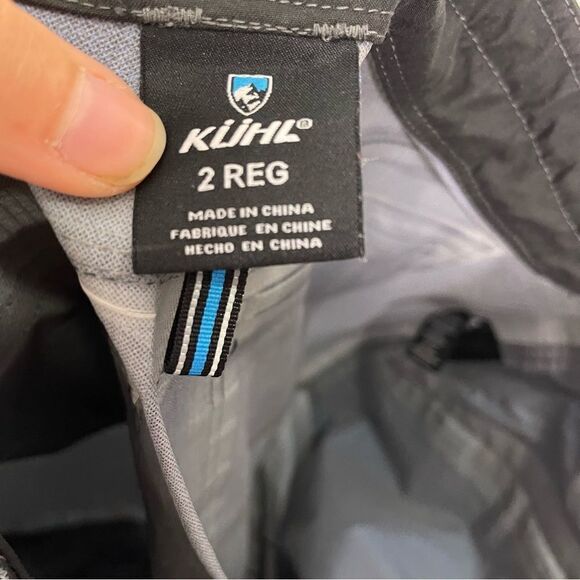 KÜHL®
2 REG
MADE IN CHINA
FABRIQUE EN CHINE
HECHO EN CHINA